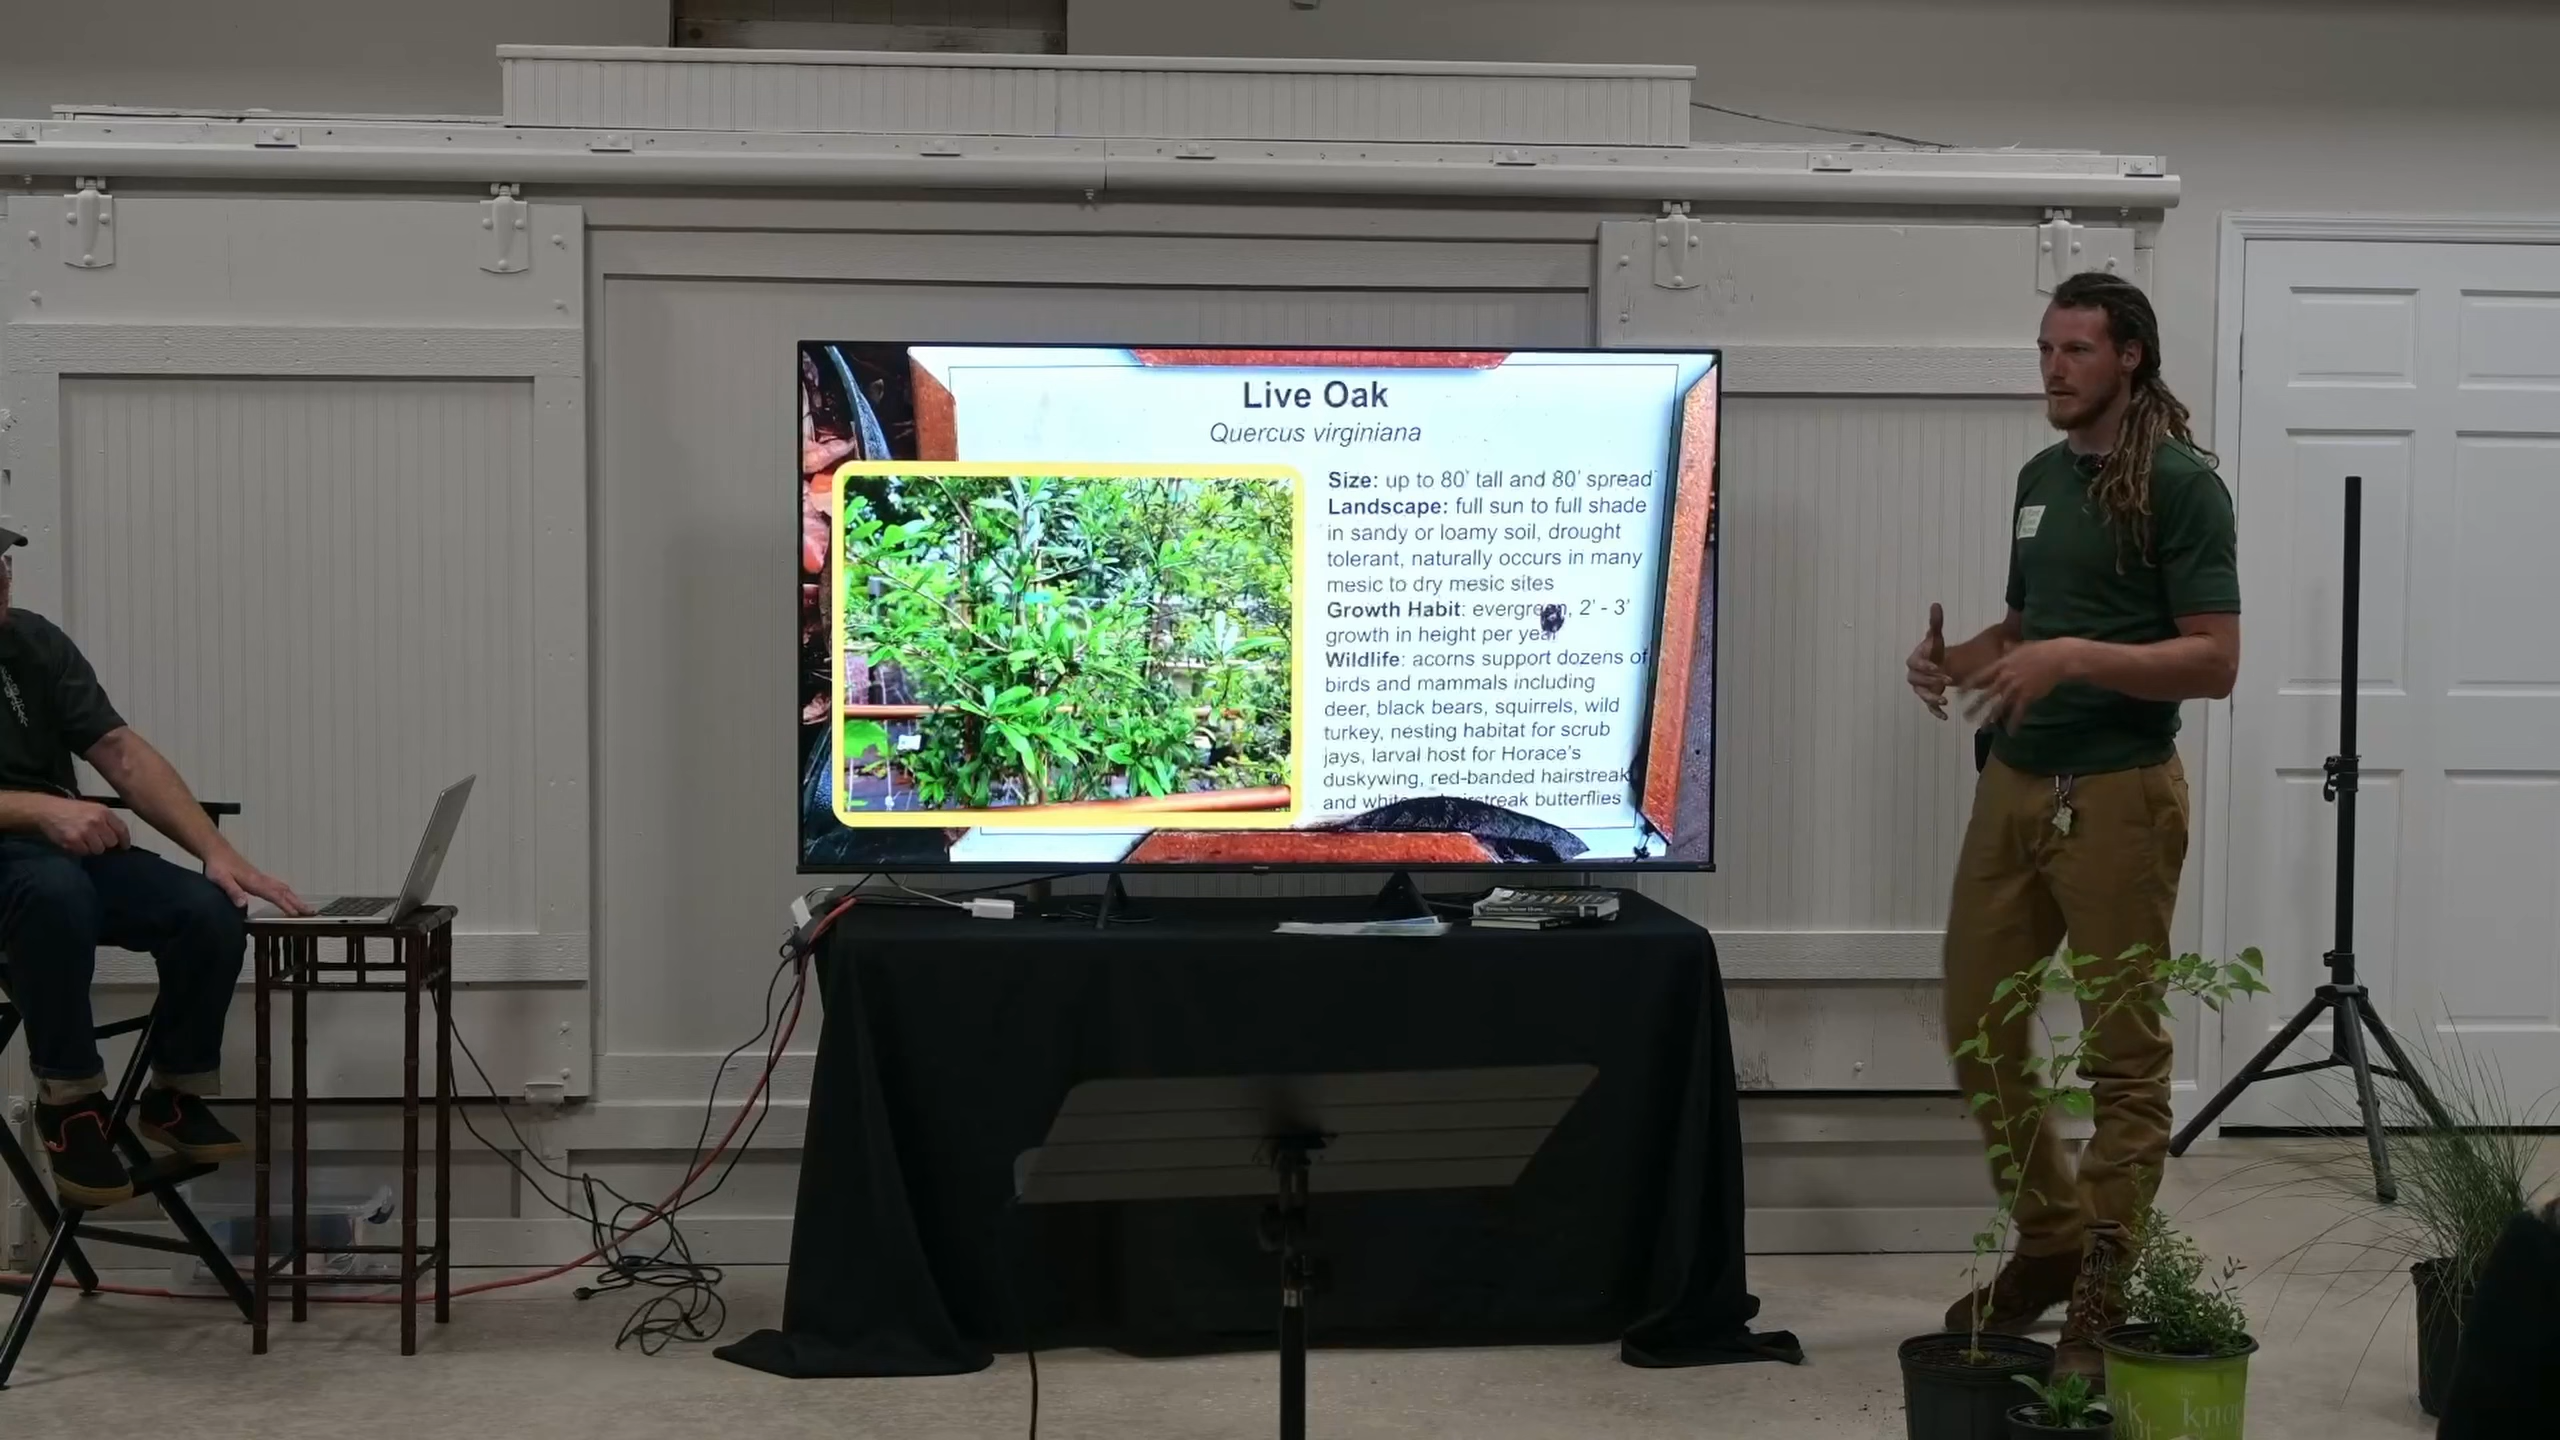 Live Oak
Quercus virginiana
Size: up to 80' tall and 80' spread
Landscape: full sun to full shade
in sandy or loamy soil, drought
tolerant, naturally occurs in many
mesic to dry mesic sites
Growth Habit: evergreen, 2' - 3'
growth in height per year
Wildlife: acorns support dozens of
birds and mammals including
deer, black bears, squirrels, wild
turkey, nesting habitat for scrub
jays, larval host for Horace's
duskywing, red-banded hairstreak
and butterflies